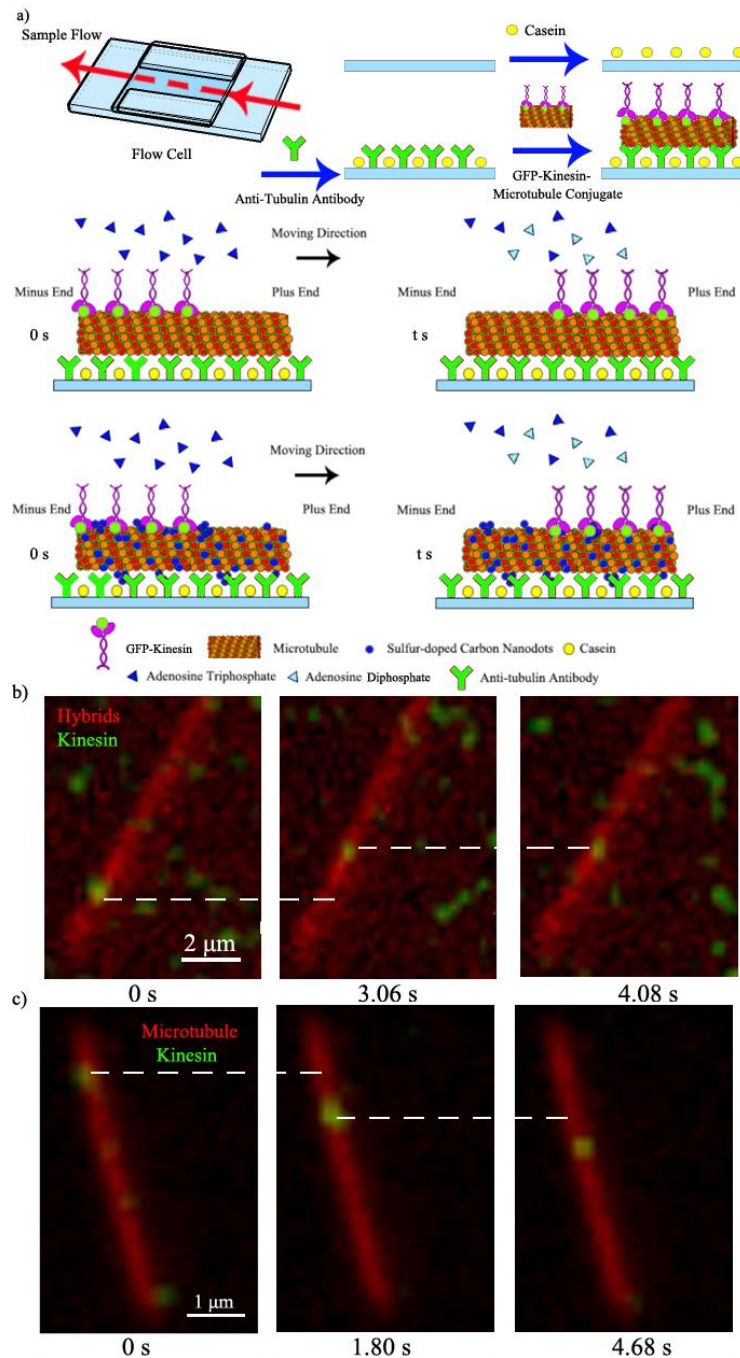 a)
Sample Flow
Flow Cell
Casein
Anti-Tubulin Antibody
GFP-Kinesin-
Microtubule Conjugate
Moving Direction
Minus End
Plus End
Minus End
Plus End
0 s
t s
Moving Direction
Minus End
Plus End
Minus End
Plus End
0 s
t s
GFP-Kinesin
Microtubule
Sulfur-doped Carbon Nanodots
Casein
Adenosine Triphosphate
Adenosine Diphosphate
Anti-tubulin Antibody
b)
Hybrids
Kinesin
2 μm
0 s
3.06 s
4.08 s
c)
Microtubule
Kinesin
1 μm
0 s
1.80 s
4.68 s